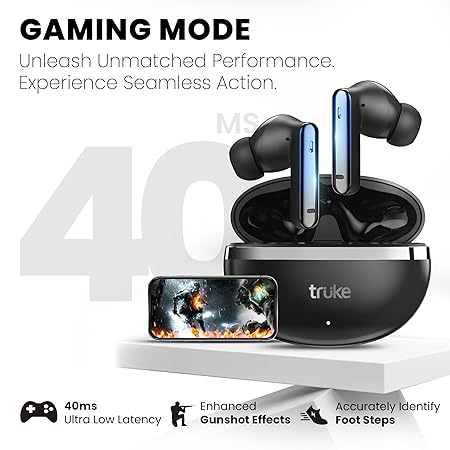 GAMING MODE
Unleash Unmatched Performance.
Experience Seamless Action.
MS
40
truke
40ms
Ultra Low Latency
Enhanced
Gunshot Effects
Accurately Identify
Foot Steps